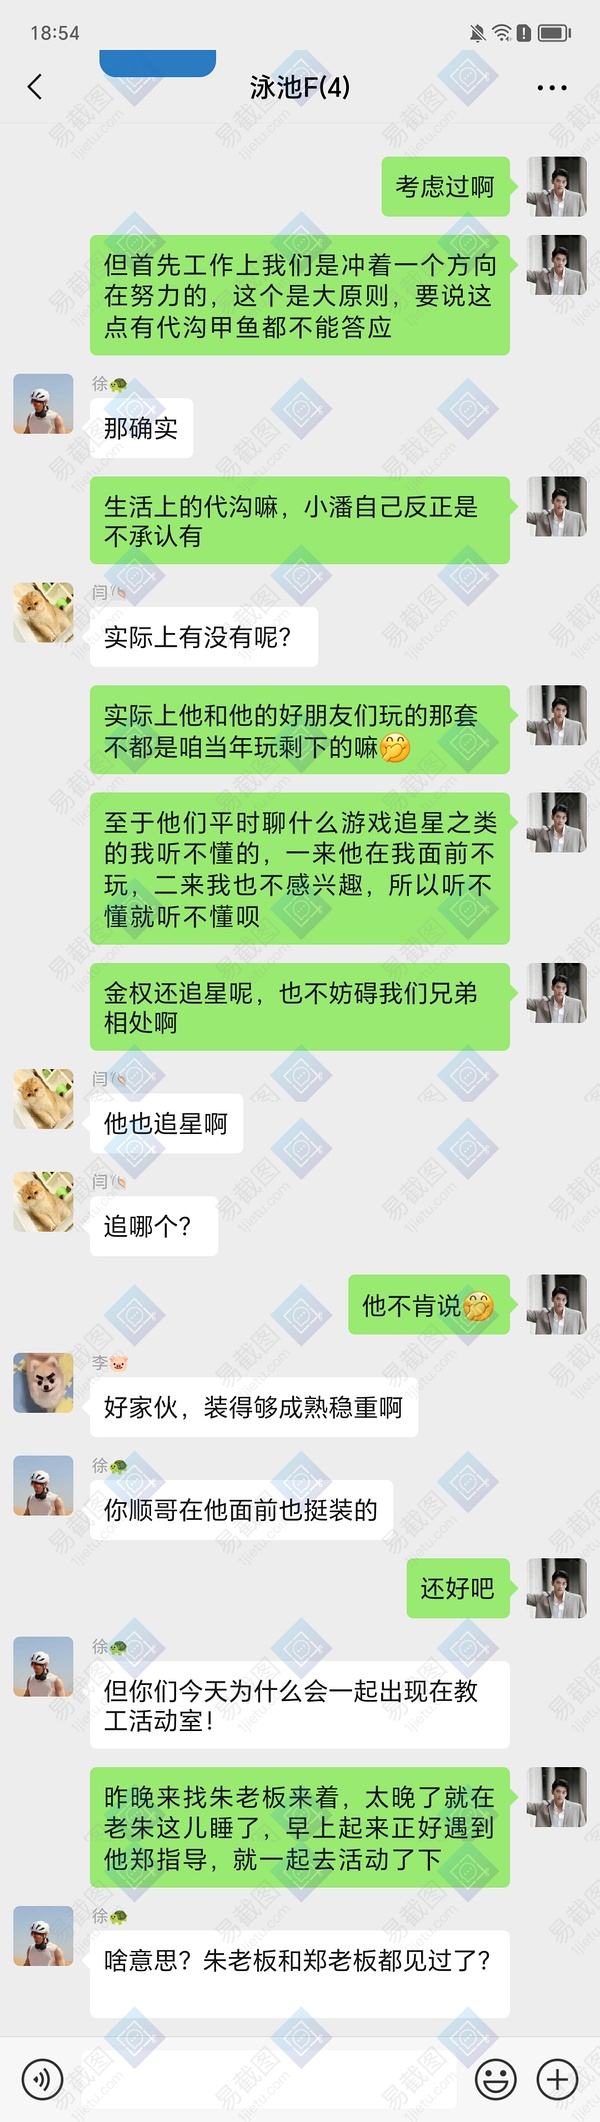 18:54
泳池F(4)
考虑过啊
但首先工作上我们是冲着一个方向
在努力的，这个是大原则，要说这
点有代沟甲鱼都不能答应
徐🐢
那确实
生活上的代沟嘛，小潘自己反正是
不承认有
闫🍢
实际上有没有呢？
实际上他和他的好朋友们玩的那套
不都是咱当年玩剩下的嘛🤭
至于他们平时聊什么游戏追星之类
的我听不懂的，一来他在我面前不
玩，二来我也不感兴趣，所以听不
懂就听不懂呗
金权还追星呢，也不妨碍我们兄弟
相处啊
闫🍢
他也追星啊
闫🍢
追哪个？
他不肯说🤭
李🐷
好家伙，装得够成熟稳重啊
徐🐢
你顺哥在他面前也挺装的
还好吧
徐🐢
但你们今天为什么会一起出现在教
工活动室！
昨晚来找朱老板来着，太晚了就在
老朱这儿睡了，早上起来正好遇到
他郑指导，就一起去活动了下
徐🐢
啥意思？朱老板和郑老板都见过了？
易截图
1jietu.com